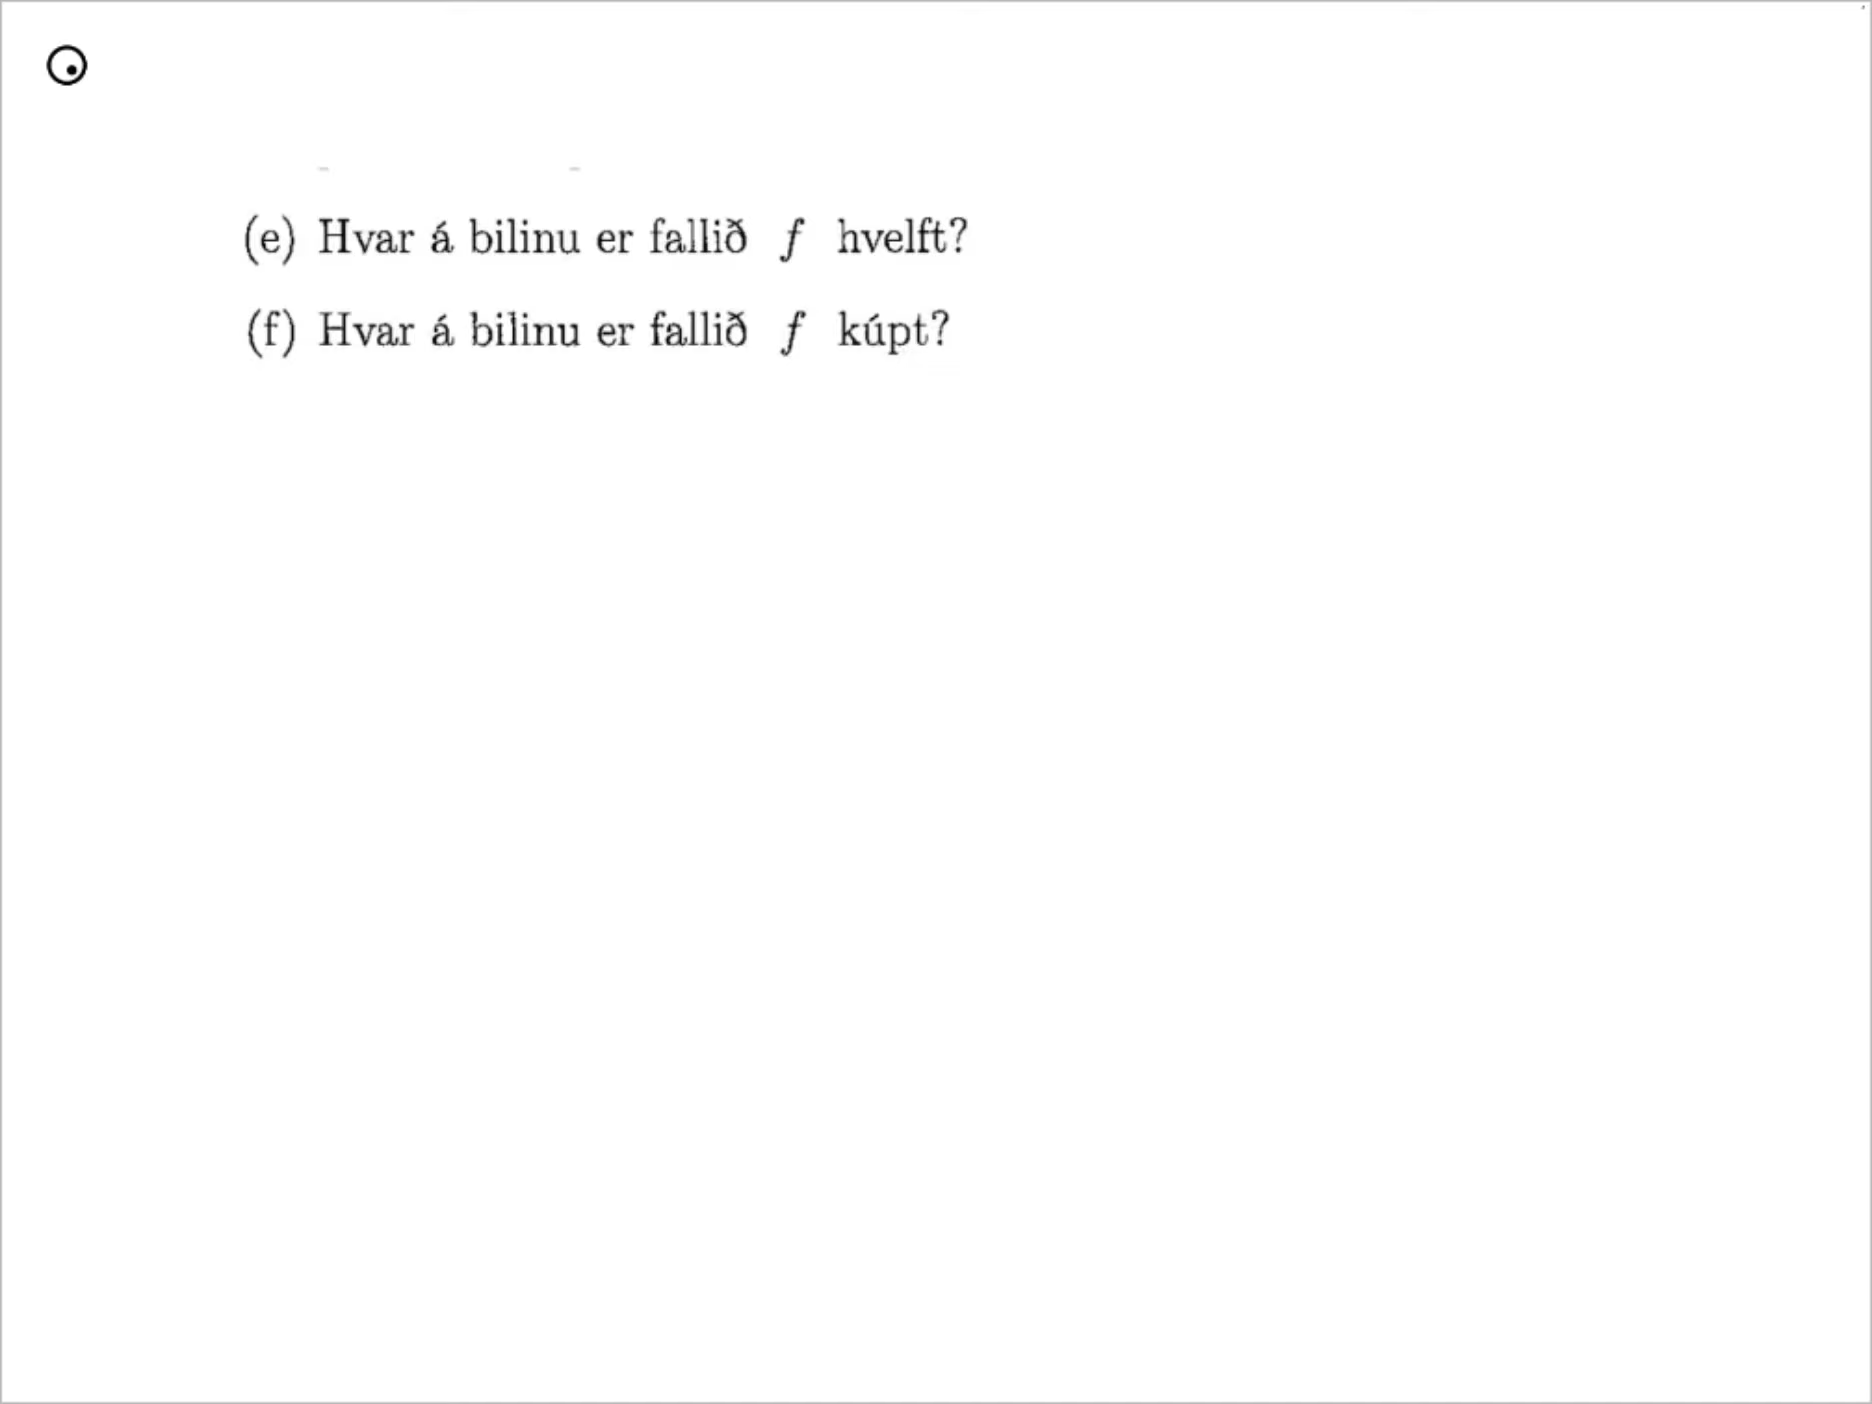 (e) Hvar á bilinu er fallið f hvelft?
(f) Hvar á bilinu er fallið f kúpt?